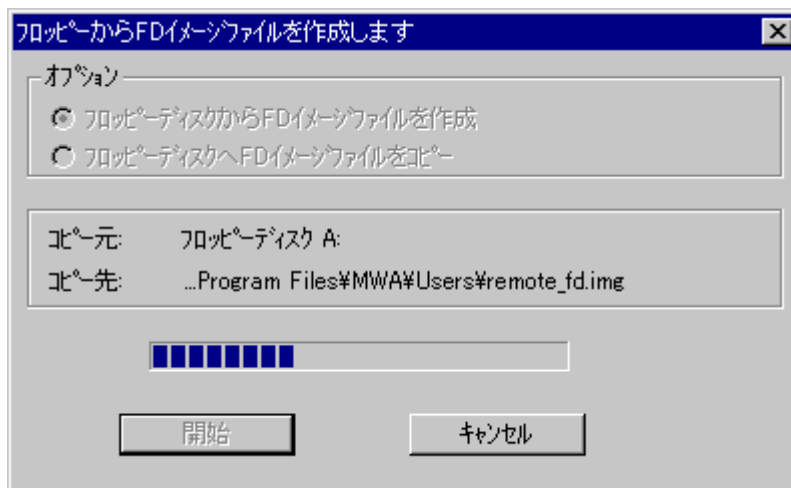 フロッピーからFDイメージファイルを作成します
オプション
フロッピーディスクからFDイメージファイルを作成
フロッピーディスクへFDイメージファイルをコピー
コピー元: フロッピーディスク A:
コピー先: ...Program Files¥MWA¥Users¥remote_fd.img
開始 キャンセル